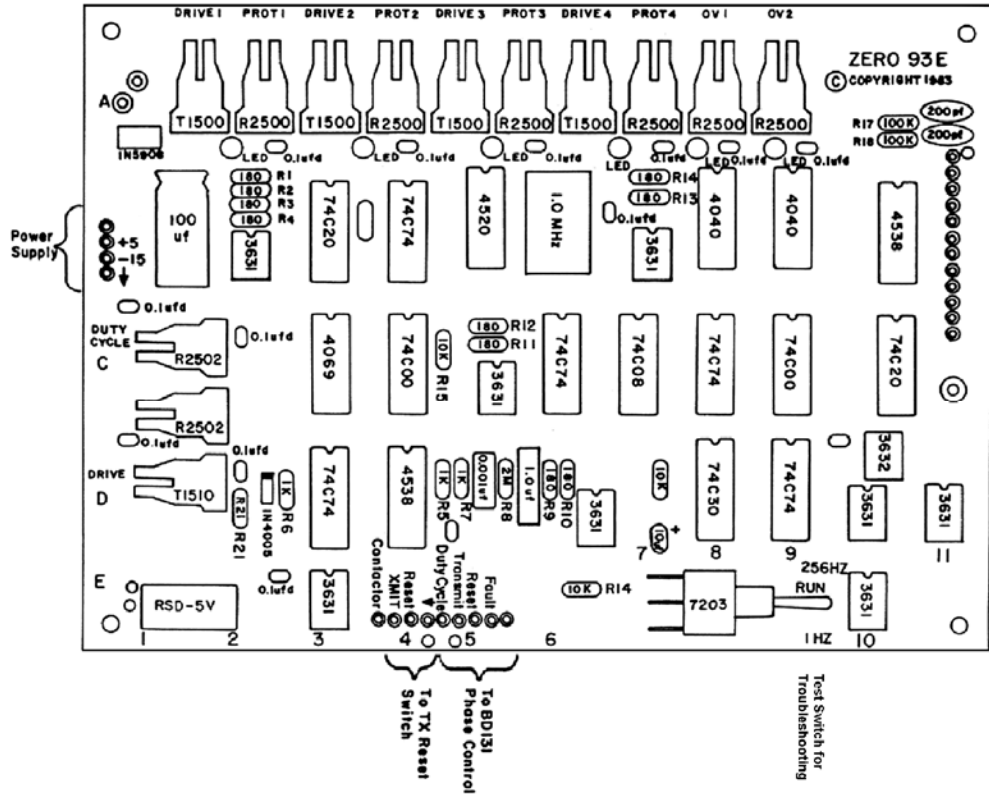 DRIVE 1 PROT 1 DRIVE 2 PROT 2 DRIVE 3 PROT 3 DRIVE 4 PROT 4 OV 1 OV 2
ZERO 93E
© COPYRIGHT 1983
A
T1500 R2500 T1500 R2500 T1500 R2500 T1500 R2500 R2500 R2500
R17 100K 200pf
R18 100K 200pf
1N5908
LED 0.1ufd LED 0.1ufd LED 0.1ufd LED 0.1ufd LED 0.1ufd LED 0.1ufd
180 R1
180 R2
180 R3
180 R4
180 R14
180 R13
100 uf
3631
74C20
74C74
4520
1.0 MHz
0.1ufd
3631
4040
4040
4538
Power Supply
+5
-15
0.1ufd
DUTY CYCLE
C
R2502
0.1ufd
4069
74C00
10K R15
180 R12
180 R11
3631
74C74
74C08
74C74
74C00
74C20
R2502
0.1ufd
DRIVE
D
T1510
0.1ufd
R21
R21
1N4005
1K R6
74C74
4538
1K R5
1K R7
0.001uf
2M R8
1.0 uf
180 R9
180 R10
3631
10K
10u +
74C30
74C74
3632
3631
3631
7 8 9 11
E
RSD-5V
0.1ufd
3631
Contactor
XMIT
Reset
Duty Cycle
Transmit
Reset
Fault
10K R14
7203
256HZ
RUN
1HZ
3631
1 2 3 4 5 6 10
To TX Reset Switch
To BD131 Phase Control
Test Switch for Troubleshooting